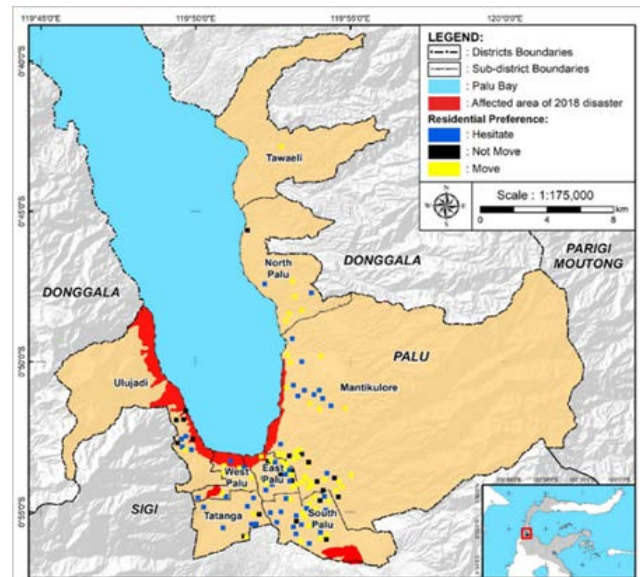 119°45'0"E 119°50'0"E 119°55'0"E 120°0'0"E
0°40'0"S
0°45'0"S
0°50'0"S
0°55'0"S
LEGEND:
: Districts Boundaries
: Sub-district Boundaries
: Palu Bay
: Affected area of 2018 disaster
Residential Preference:
: Hesitate
: Not Move
: Move
N
W E
S
Scale : 1:175,000
0 2 4 8
km
Tawaeli
North
Palu
DONGGALA
PARIGI
MOUTONG
DONGGALA
PALU
Ulujadi
Mantikulore
West
Palu
East
Palu
SIGI
Tatanga
South
Palu